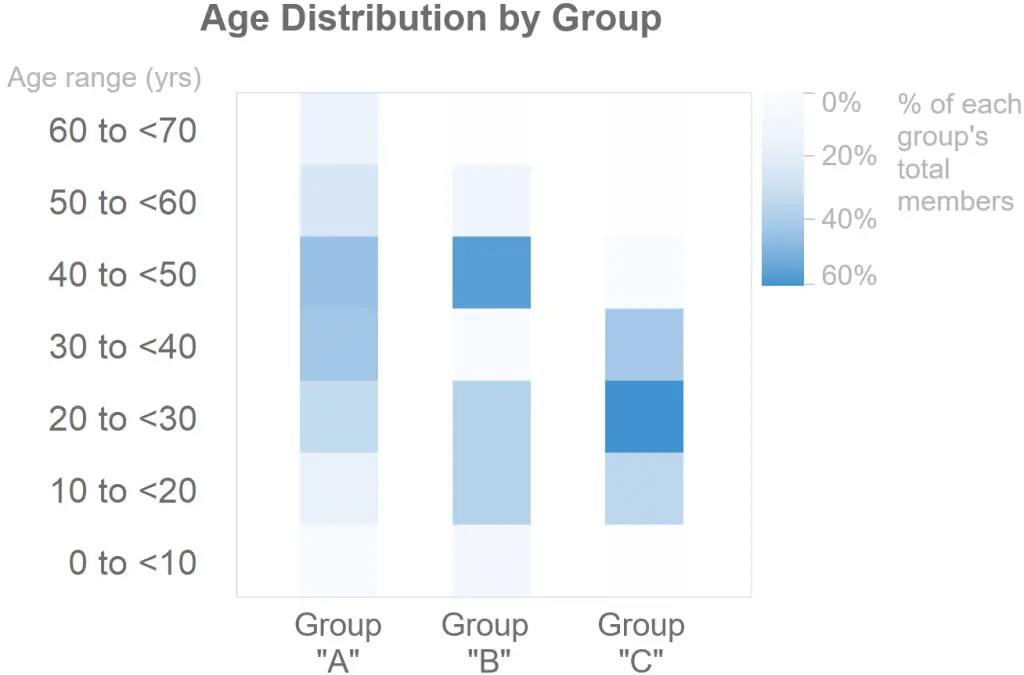 Age Distribution by Group
Age range (yrs)
60 to <70
50 to <60
40 to <50
30 to <40
20 to <30
10 to <20
0 to <10
Group
"A"
Group
"B"
Group
"C"
0%
20%
40%
60%
% of each
group's
total
members